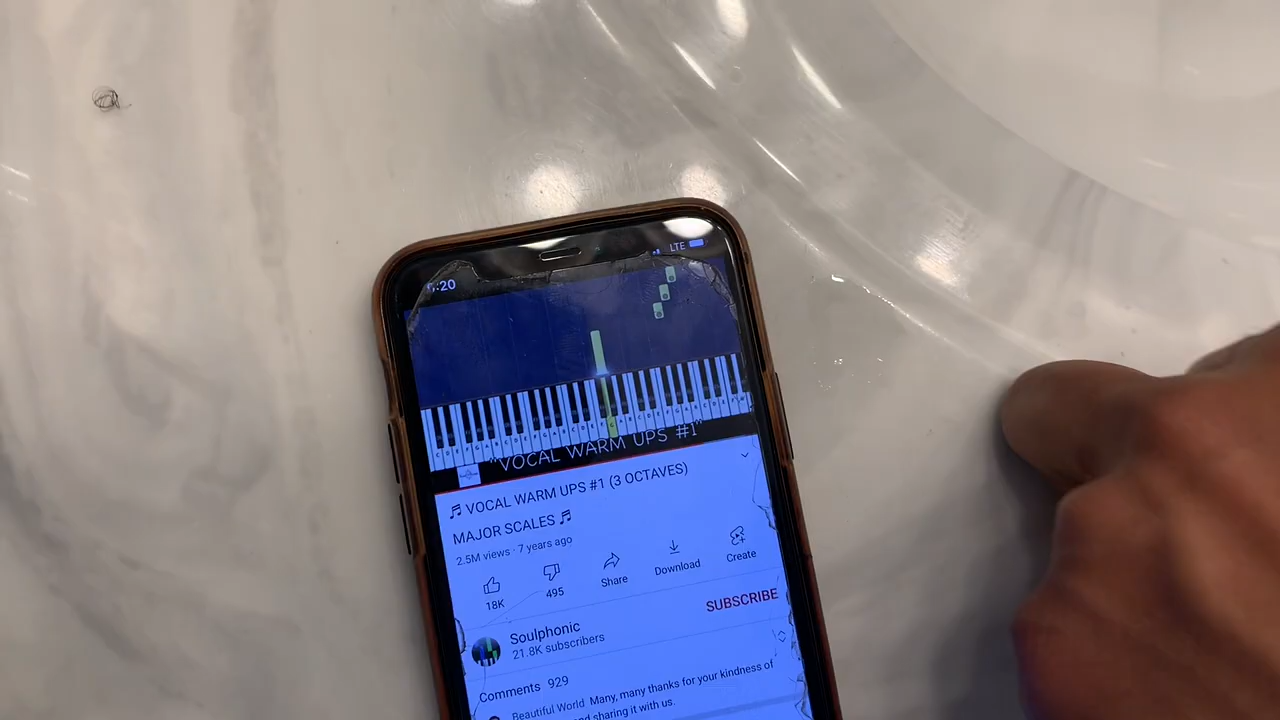 :20
LTE
"VOCAL WARM UPS #1"
🎵 VOCAL WARM UPS #1 (3 OCTAVES)
MAJOR SCALES 🎵
2.5M views · 7 years ago
18K
495
Share
Download
Create
Soulphonic
21.8K subscribers
SUBSCRIBE
Comments 929
Beautiful World Many, many thanks for your kindness of
and sharing it with us.